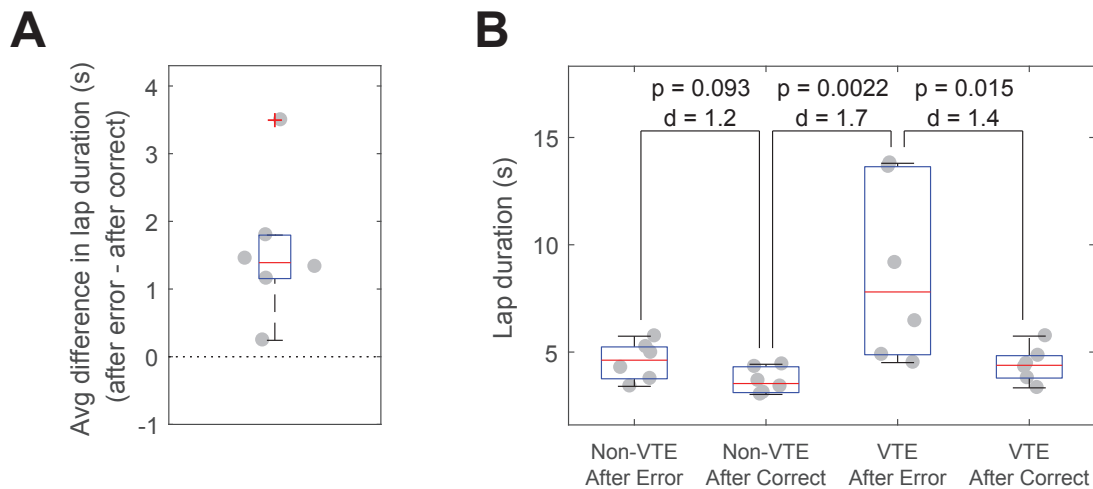 A
Avg difference in lap duration (s)
(after error - after correct)
4
3
2
1
0
-1
B
Lap duration (s)
15
10
5
p = 0.093
d = 1.2
p = 0.0022
d = 1.7
p = 0.015
d = 1.4
Non-VTE
After Error
Non-VTE
After Correct
VTE
After Error
VTE
After Correct